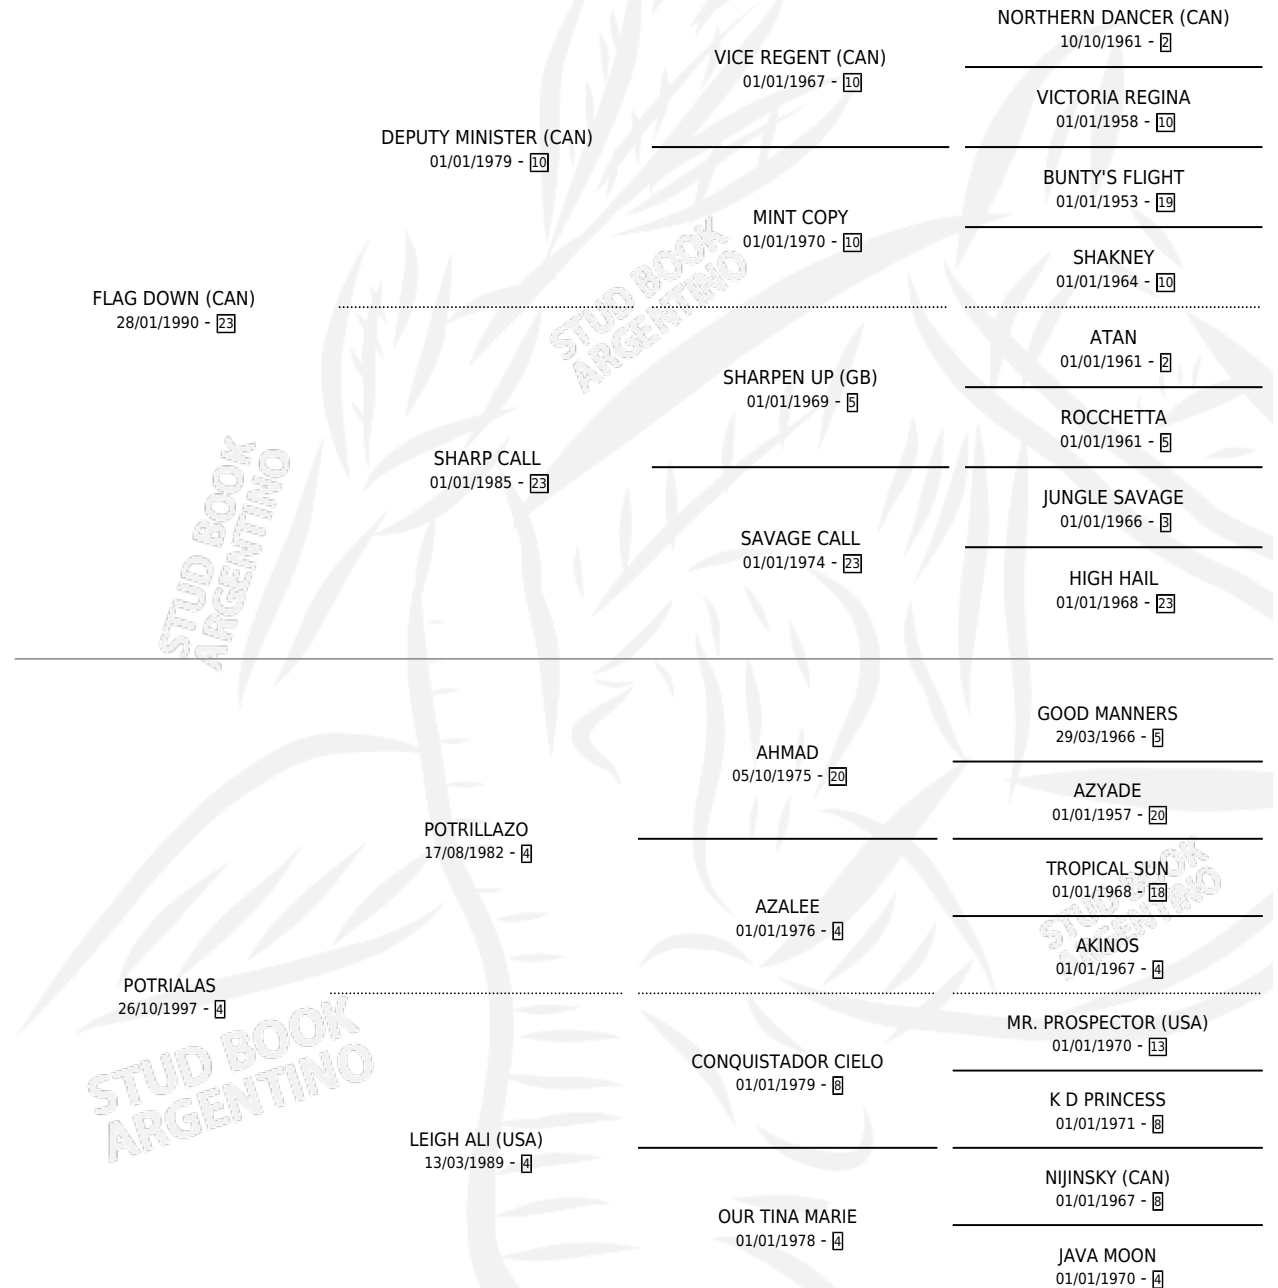 NORTHERN DANCER (CAN)
10/10/1961 - 2
VICE REGENT (CAN)
01/01/1967 - 10
VICTORIA REGINA
01/01/1958 - 10
DEPUTY MINISTER (CAN)
01/01/1979 - 10
BUNTY'S FLIGHT
01/01/1953 - 19
MINT COPY
01/01/1970 - 10
SHAKNEY
01/01/1964 - 10
FLAG DOWN (CAN)
28/01/1990 - 23
ATAN
01/01/1961 - 2
SHARPEN UP (GB)
01/01/1969 - 5
ROCCHETTA
01/01/1961 - 5
SHARP CALL
01/01/1985 - 23
JUNGLE SAVAGE
01/01/1966 - 3
SAVAGE CALL
01/01/1974 - 23
HIGH HAIL
01/01/1968 - 23
STUD BOOK
ARGENTINO
STUD BOOK
ARGENTINO
GOOD MANNERS
29/03/1966 - 5
AHMAD
05/10/1975 - 20
AZYADE
01/01/1957 - 20
POTRILLAZO
17/08/1982 - 4
TROPICAL SUN
01/01/1968 - 18
AZALEE
01/01/1976 - 4
AKINOS
01/01/1967 - 4
POTRIALAS
26/10/1997 - 4
MR. PROSPECTOR (USA)
01/01/1970 - 13
CONQUISTADOR CIELO
01/01/1979 - 8
K D PRINCESS
01/01/1971 - 8
LEIGH ALI (USA)
13/03/1989 - 4
NIJINSKY (CAN)
01/01/1967 - 8
OUR TINA MARIE
01/01/1978 - 4
JAVA MOON
01/01/1970 - 4
STUD BOOK
ARGENTINO
STUD BOOK
ARGENTINO